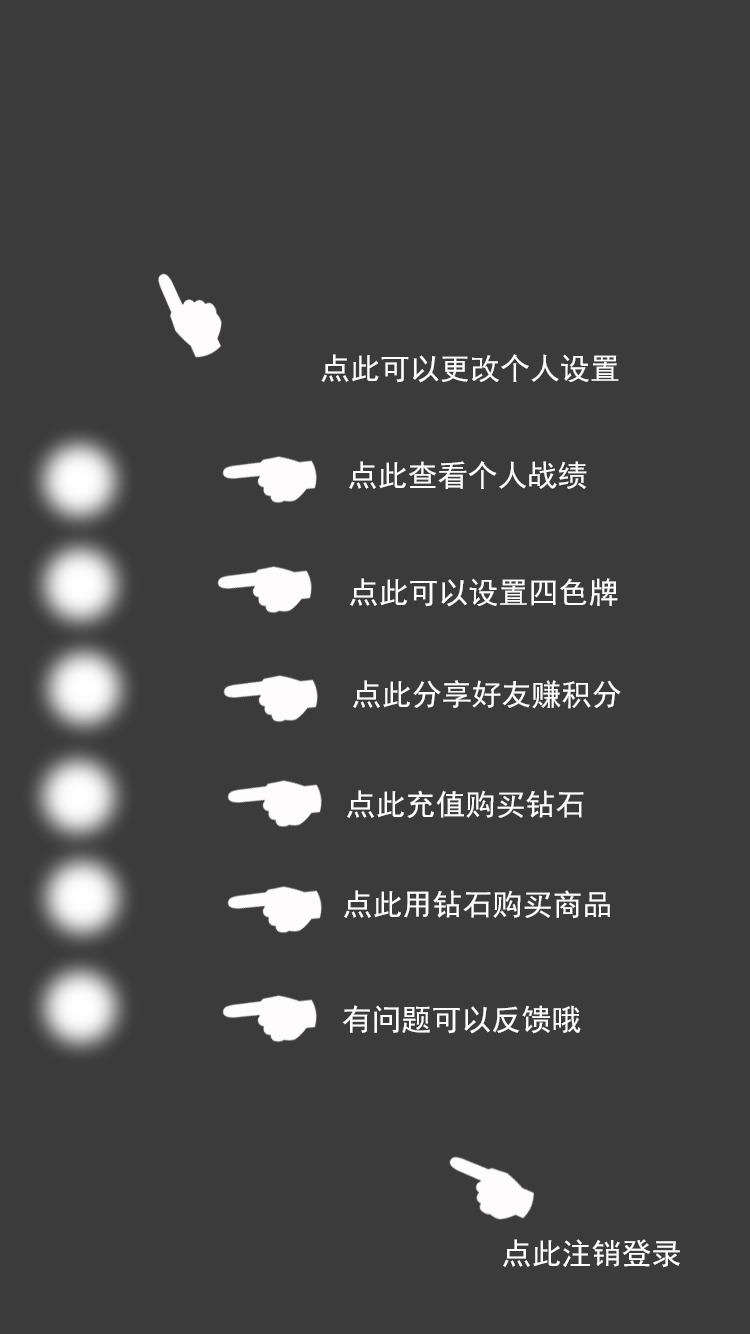 点此可以更改个人设置
点此查看个人战绩
点此可以设置四色牌
点此分享好友赚积分
点此充值购买钻石
点此用钻石购买商品
有问题可以反馈哦
点此注销登录